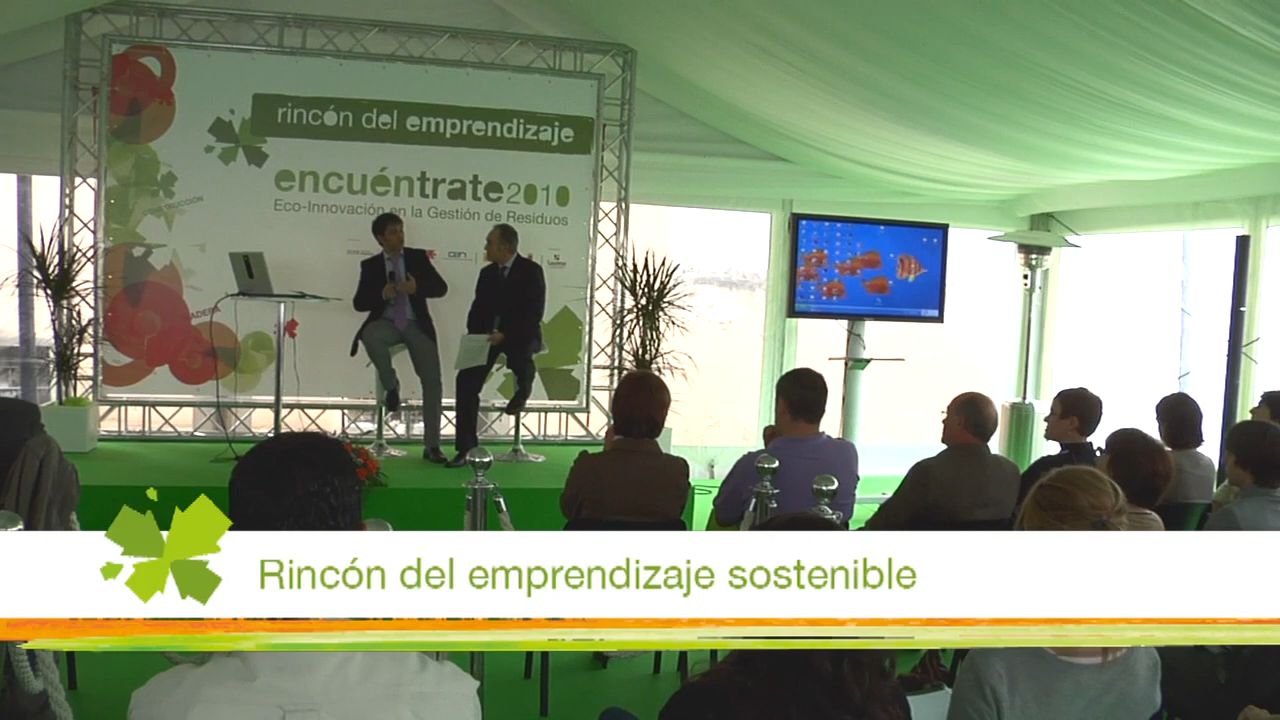 rincón del emprendizaje
encuéntrate2010
Eco-Innovación en la Gestión de Residuos
Rincón del emprendizaje sostenible